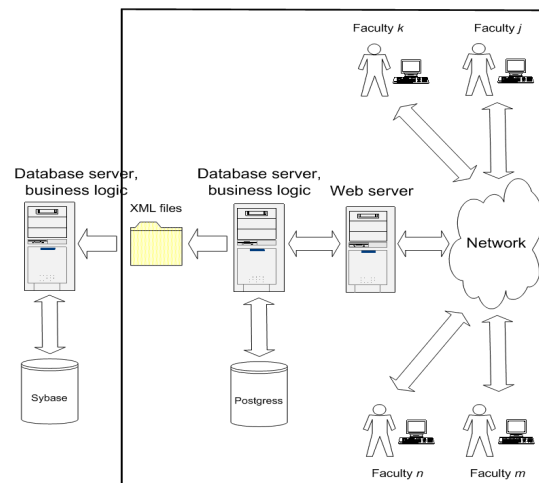 Faculty k
Faculty j
Database server,
business logic
XML files
Database server,
business logic
Web server
Network
Sybase
Postgress
Faculty n
Faculty m